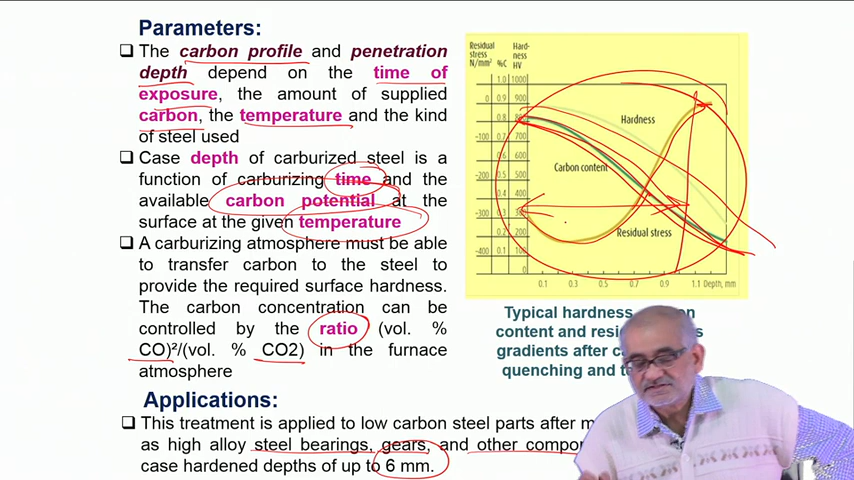 Parameters:
❑ The carbon profile and penetration
depth depend on the time of
exposure, the amount of supplied
carbon, the temperature and the kind
of steel used
❑ Case depth of carburized steel is a
function of carburizing time and the
available carbon potential at the
surface at the given temperature
❑ A carburizing atmosphere must be able
to transfer carbon to the steel to
provide the required surface hardness.
The carbon concentration can be
controlled by the ratio (vol. %
CO)²/(vol. % CO2) in the furnace
atmosphere
Residual stress N/mm² %C Hard-ness HV
1.0 1000
0 0.9 900
0.8 800
-100 0.7 700
0.6 600
-200 0.5 500
0.4 400
-300 0.3 300
0.2 200
-400 0.1 100
0
Hardness
Carbon content
Residual stress
0.1 0.3 0.5 0.7 0.9 1.1 Depth, mm
Typical hardness
content and resi
gradients after c
quenching and
Applications:
❑ This treatment is applied to low carbon steel parts after
as high alloy steel bearings, gears, and other
case hardened depths of up to 6 mm.